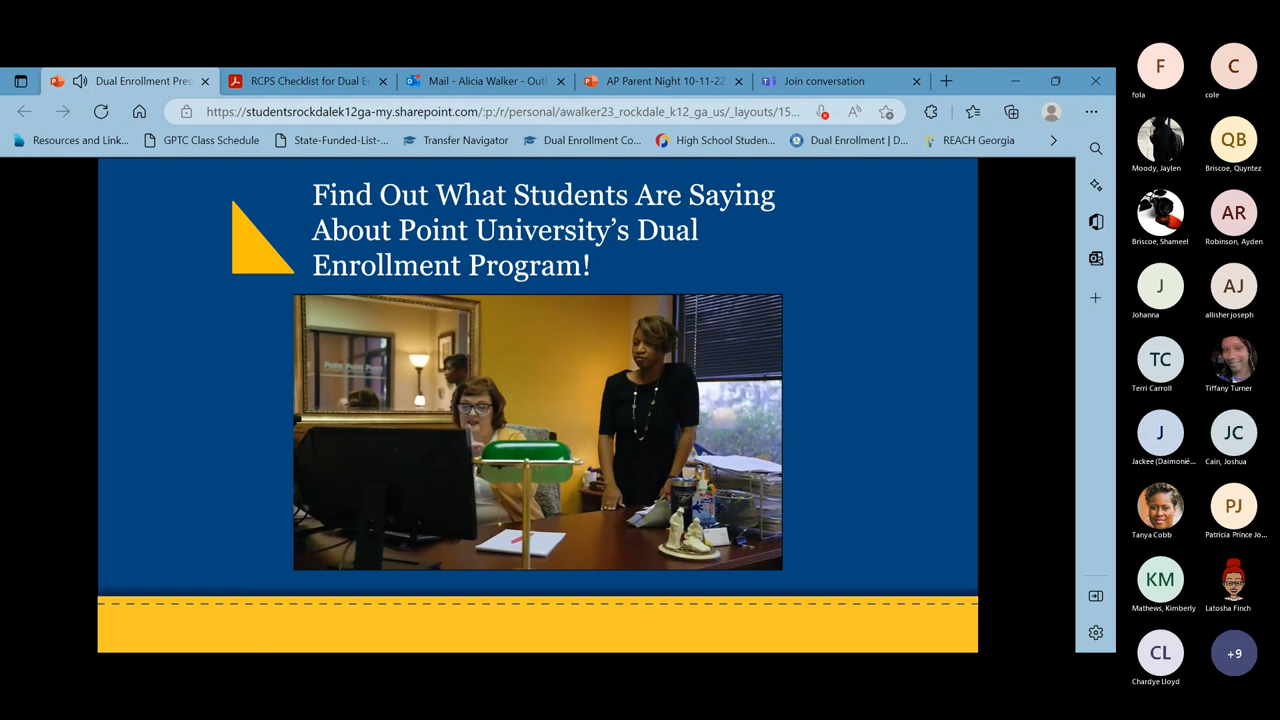 Dual Enrollment Pres
RCPS Checklist for Dual E
Mail - Alicia Walker - Out
AP Parent Night 10-11-22
Join conversation
https://studentsrockdalek12ga-my.sharepoint.com/:p:/r/personal/awalker23_rockdale_k12_ga_us/_layouts/15...
Resources and Link...
GPTC Class Schedule
State-Funded-List-...
Transfer Navigator
Dual Enrollment Co...
High School Studen...
Dual Enrollment | D...
REACH Georgia
Find Out What Students Are Saying
About Point University's Dual
Enrollment Program!
F
fola
C
cole
Moody, Jaylen
QB
Briscoe, Quyntez
Briscoe, Shameel
AR
Robinson, Ayden
J
Johanna
AJ
allisher joseph
TC
Terri Carroll
Tiffany Turner
J
Jackee (Daimonié...
JC
Cain, Joshua
Tanya Cobb
PJ
Patricia Prince Jo...
KM
Mathews, Kimberly
Latosha Finch
CL
Chardye Lloyd
+9